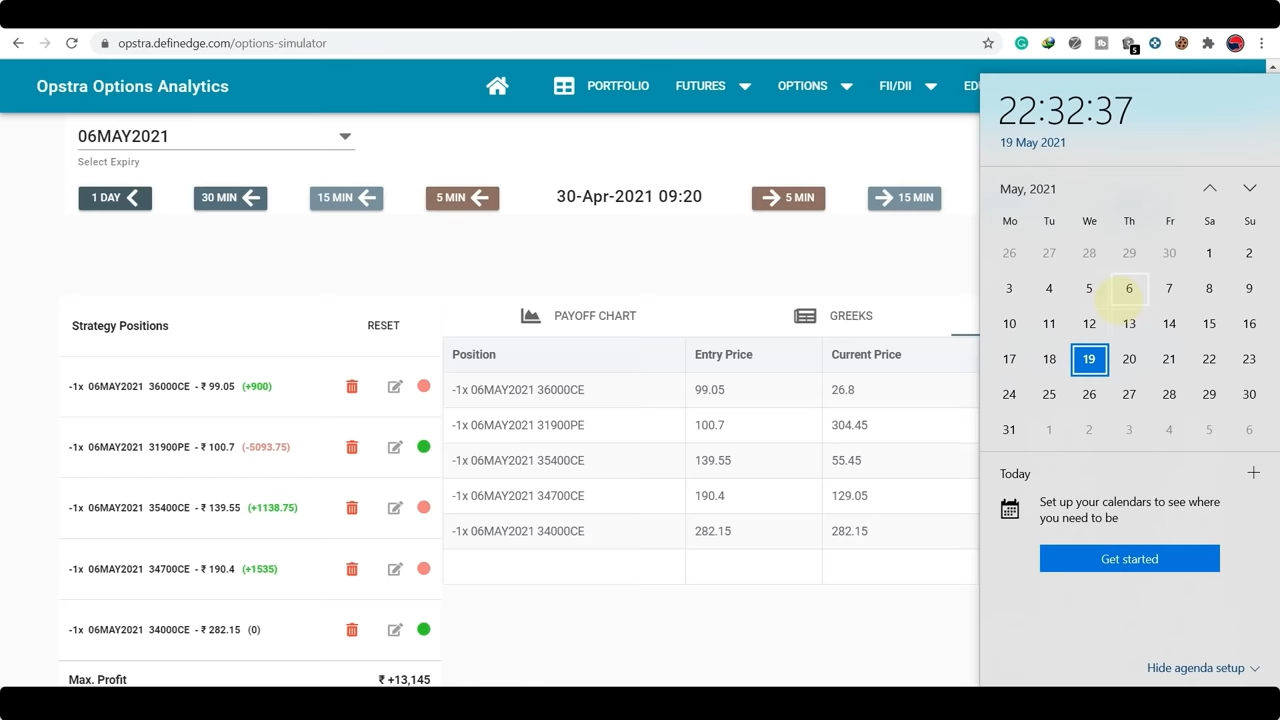 opstra.definedge.com/options-simulator
5
Opstra Options Analytics
PORTFOLIO
FUTURES
OPTIONS
FII/DII
06MAY2021
Select Expiry
1 DAY
30 MIN
15 MIN
5 MIN
30-Apr-2021 09:20
5 MIN
15 MIN
Strategy Positions
RESET
-1x 06MAY2021 36000CE - ₹ 99.05 (+900)
-1x 06MAY2021 31900PE - ₹ 100.7 (-5093.75)
-1x 06MAY2021 35400CE - ₹ 139.55 (+1138.75)
-1x 06MAY2021 34700CE - ₹ 190.4 (+1535)
-1x 06MAY2021 34000CE - ₹ 282.15 (0)
Max. Profit ₹ +13,145
PAYOFF CHART
GREEKS
Position Entry Price Current Price
-1x 06MAY2021 36000CE 99.05 26.8
-1x 06MAY2021 31900PE 100.7 304.45
-1x 06MAY2021 35400CE 139.55 55.45
-1x 06MAY2021 34700CE 190.4 129.05
-1x 06MAY2021 34000CE 282.15 282.15
22:32:37
19 May 2021
May, 2021
Mo Tu We Th Fr Sa Su
26 27 28 29 30 1 2
3 4 5 6 7 8 9
10 11 12 13 14 15 16
17 18 19 20 21 22 23
24 25 26 27 28 29 30
31 1 2 3 4 5 6
Today
Set up your calendars to see where
you need to be
Get started
Hide agenda setup